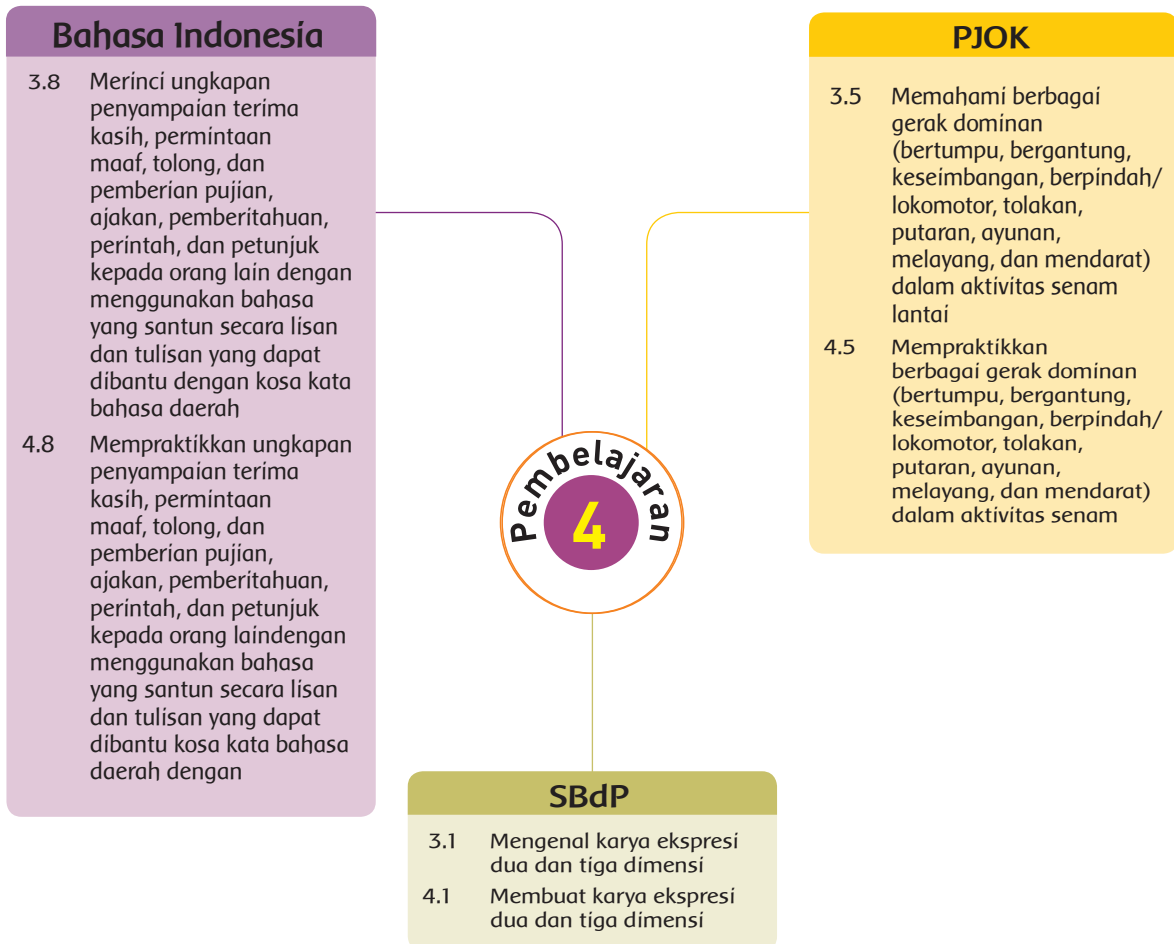 Bahasa Indonesia
3.8 Merinci ungkapan
penyampaian terima
kasih, permintaan
maaf, tolong, dan
pemberian pujian,
ajakan, pemberitahuan,
perintah, dan petunjuk
kepada orang lain dengan
menggunakan bahasa
yang santun secara lisan
dan tulisan yang dapat
dibantu dengan kosa kata
bahasa daerah
4.8 Mempraktikkan ungkapan
penyampaian terima
kasih, permintaan
maaf, tolong, dan
pemberian pujian,
ajakan, pemberitahuan,
perintah, dan petunjuk
kepada orang laindengan
menggunakan bahasa
yang santun secara lisan
dan tulisan yang dapat
dibantu kosa kata bahasa
daerah dengan
PJOK
3.5 Memahami berbagai
gerak dominan
(bertumpu, bergantung,
keseimbangan, berpindah/
lokomotor, tolakan,
putaran, ayunan,
melayang, dan mendarat)
dalam aktivitas senam
lantai
4.5 Mempraktikkan
berbagai gerak dominan
(bertumpu, bergantung,
keseimbangan, berpindah/
lokomotor, tolakan,
putaran, ayunan,
melayang, dan mendarat)
dalam aktivitas senam
Pembelajaran
4
SBdP
3.1 Mengenal karya ekspresi
dua dan tiga dimensi
4.1 Membuat karya ekspresi
dua dan tiga dimensi